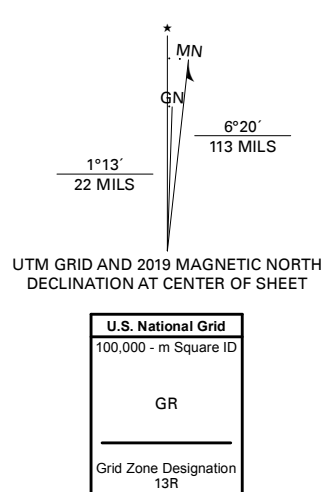 ★
MN
GN
6°20´
113 MILS
1°13´
22 MILS
UTM GRID AND 2019 MAGNETIC NORTH
DECLINATION AT CENTER OF SHEET
U.S. National Grid
100,000 - m Square ID
GR
Grid Zone Designation
13R